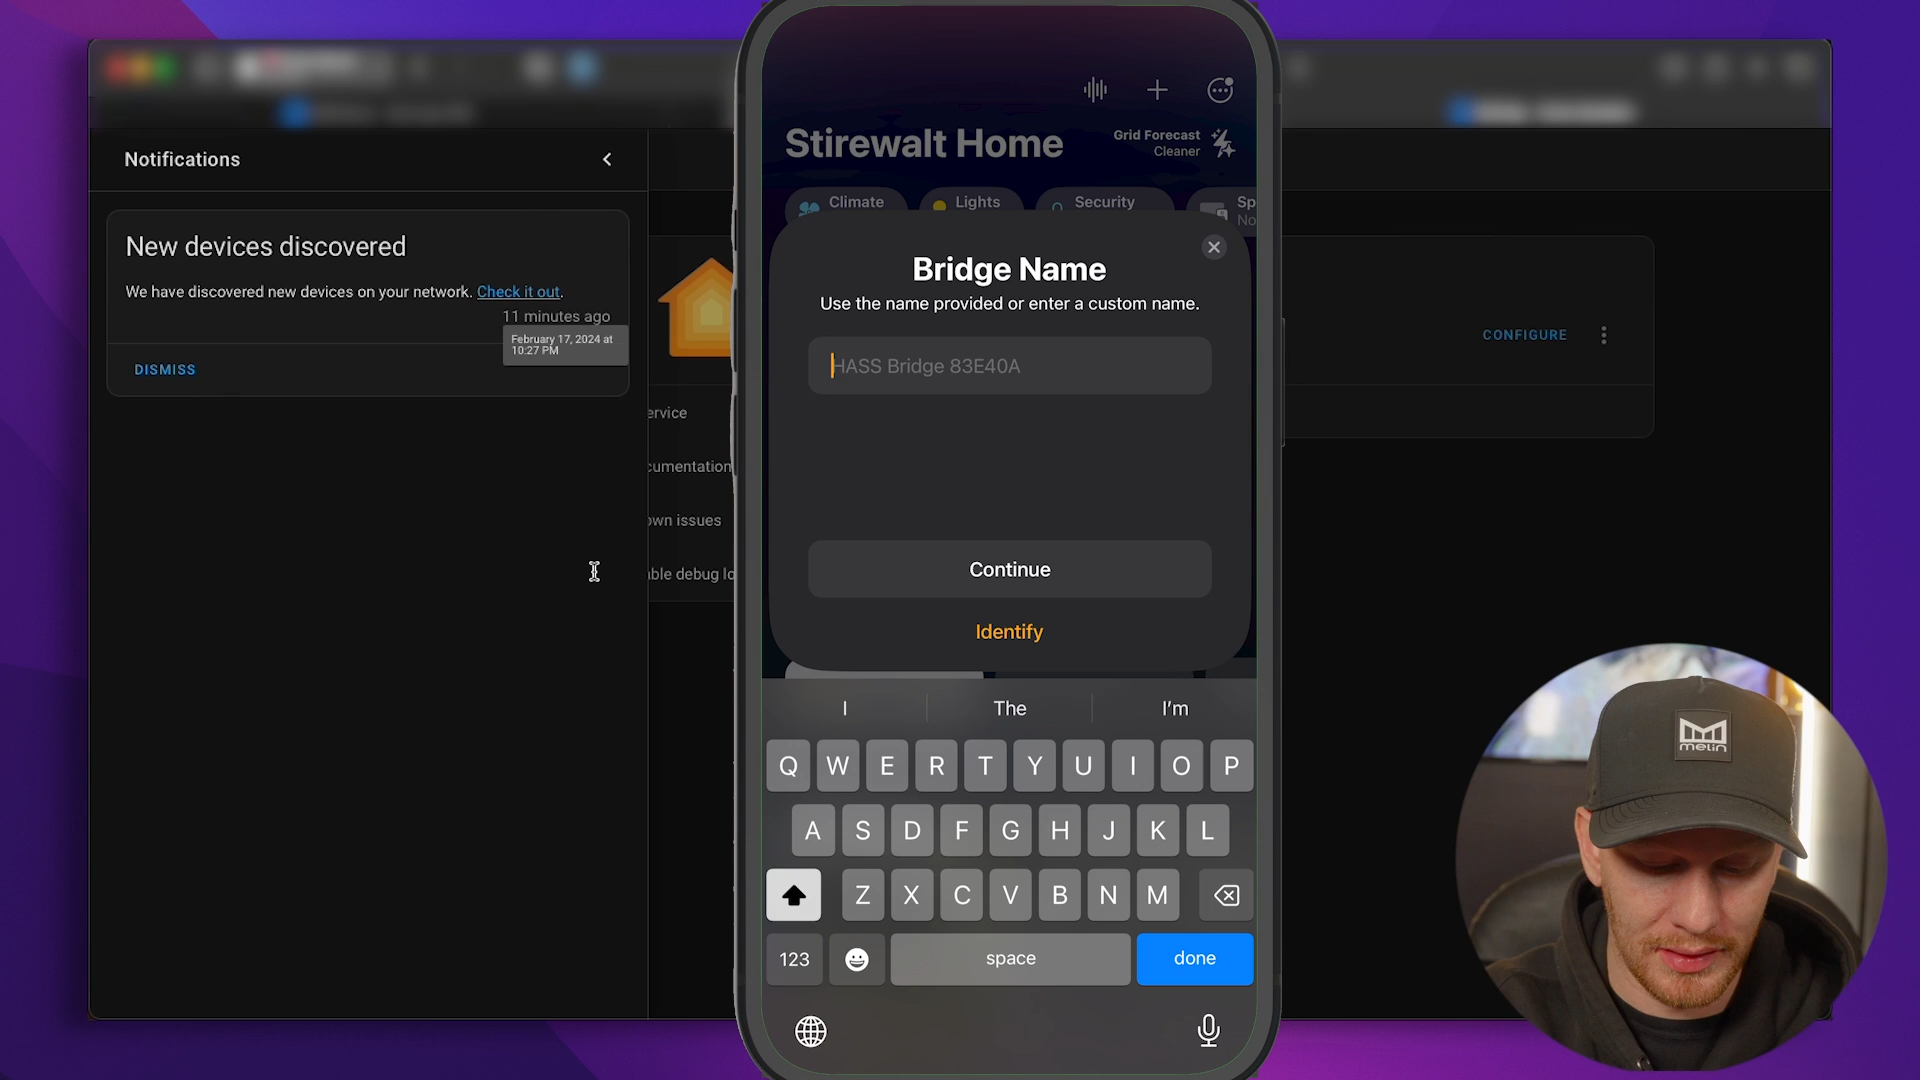 Notifications
New devices discovered
We have discovered new devices on your network. Check it out.
11 minutes ago
February 17, 2024 at
10:27 PM
DISMISS
ervice
cumentation
own issues
able debug lo
CONFIGURE
Stirewalt Home
Grid Forecast
Cleaner
Climate
Lights
Security
Sp
No
Bridge Name
Use the name provided or enter a custom name.
HASS Bridge 83E40A
Continue
Identify
I The I'm
Q W E R T Y U I O P
A S D F G H J K L
Z X C V B N M
123 space done
melin